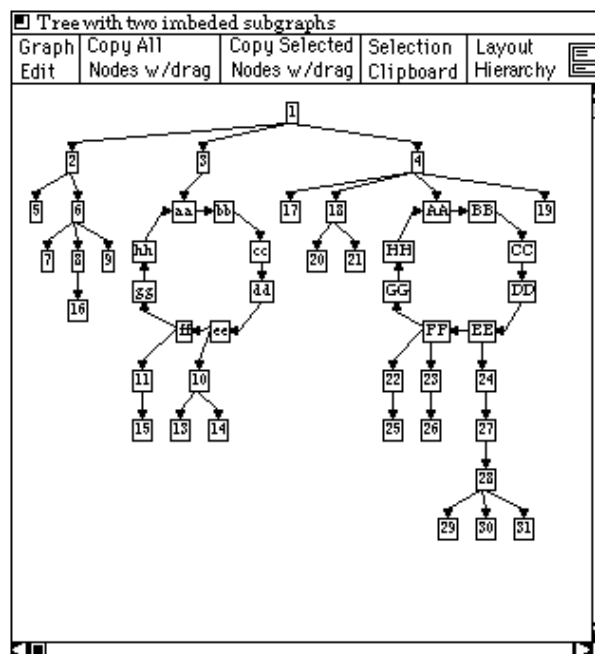 Tree with two imbeded subgraphs
Graph Copy All Copy Selected Selection Layout
Edit Nodes w/drag Nodes w/drag Clipboard Hierarchy
1
2 3 4
5 6 aa bb 17 18 AA BB 19
7 8 9 hh cc 20 21 HH CC
16 gg dd GG DD
ff ee FF EE
11 10 22 23 24
15 13 14 25 26 27
28
29 30 31